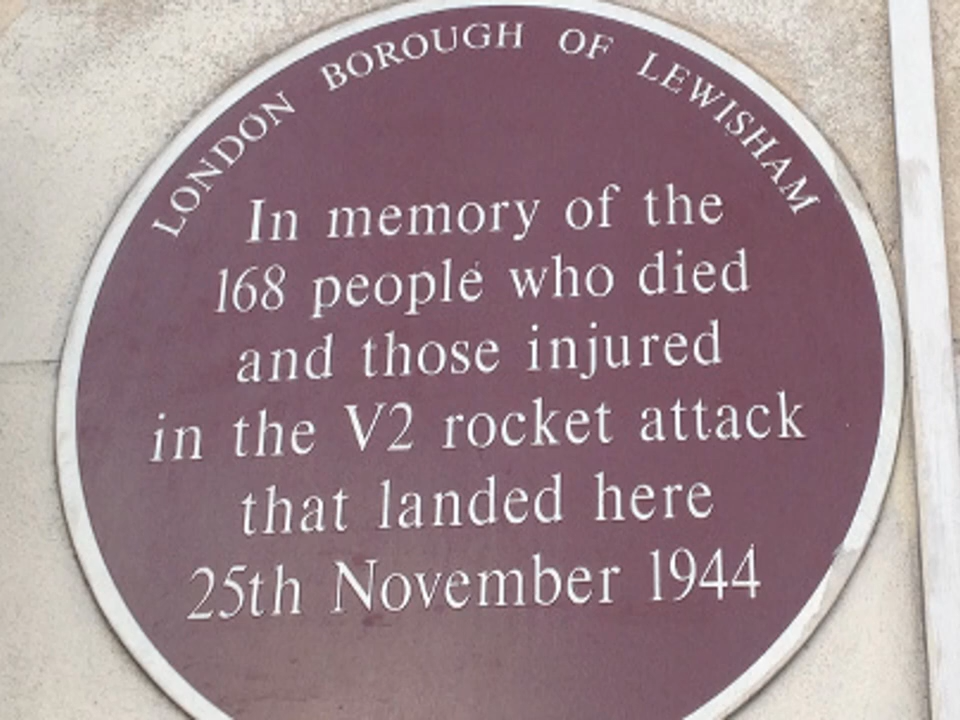 LONDON BOROUGH OF LEWISHAM
In memory of the
168 people who died
and those injured
in the V2 rocket attack
that landed here
25th November 1944